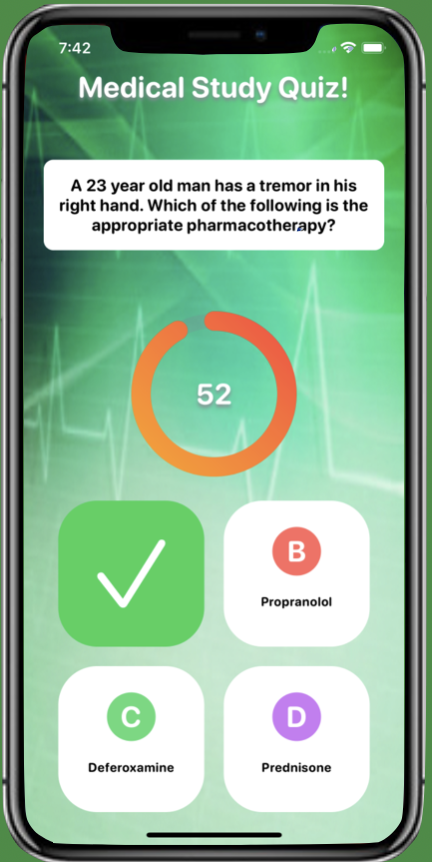 7:42
Medical Study Quiz!
A 23 year old man has a tremor in his
right hand. Which of the following is the
appropriate pharmacotherapy?
52
B
Propranolol
C
Deferoxamine
D
Prednisone